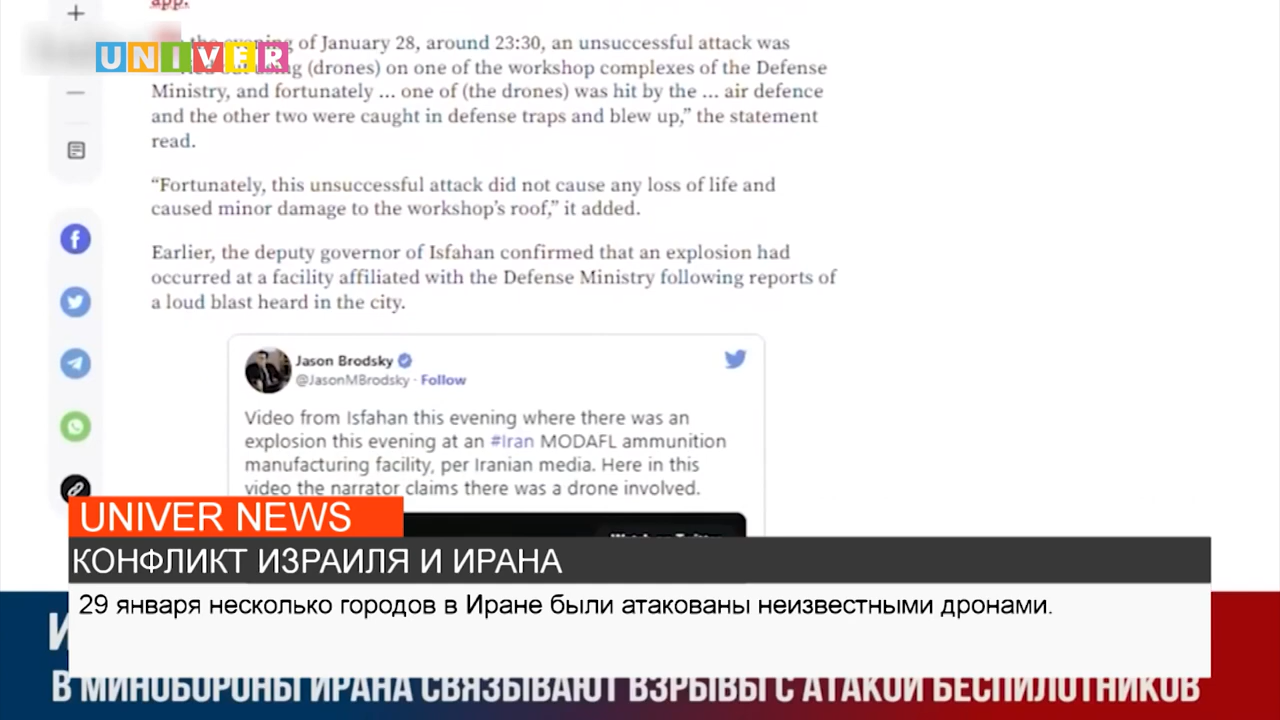 app.
UNIVER
the evening of January 28, around 23:30, an unsuccessful attack was
(drones) on one of the workshop complexes of the Defense
Ministry, and fortunately ... one of (the drones) was hit by the ... air defence
and the other two were caught in defense traps and blew up,” the statement
read.
“Fortunately, this unsuccessful attack did not cause any loss of life and
caused minor damage to the workshop’s roof,” it added.
Earlier, the deputy governor of Isfahan confirmed that an explosion had
occurred at a facility affiliated with the Defense Ministry following reports of
a loud blast heard in the city.
Jason Brodsky
@JasonMBrodsky · Follow
Video from Isfahan this evening where there was an
explosion this evening at an #Iran MODAFL ammunition
manufacturing facility, per Iranian media. Here in this
video the narrator claims there was a drone involved.
UNIVER NEWS
КОНФЛИКТ ИЗРАИЛЯ И ИРАНА
29 января несколько городов в Иране были атакованы неизвестными дронами.
В МИНОБОРОНЫ ИРАНА СВЯЗЫВАЮТ ВЗРЫВЫ С АТАКОЙ БЕСПИЛОТНИКОВ